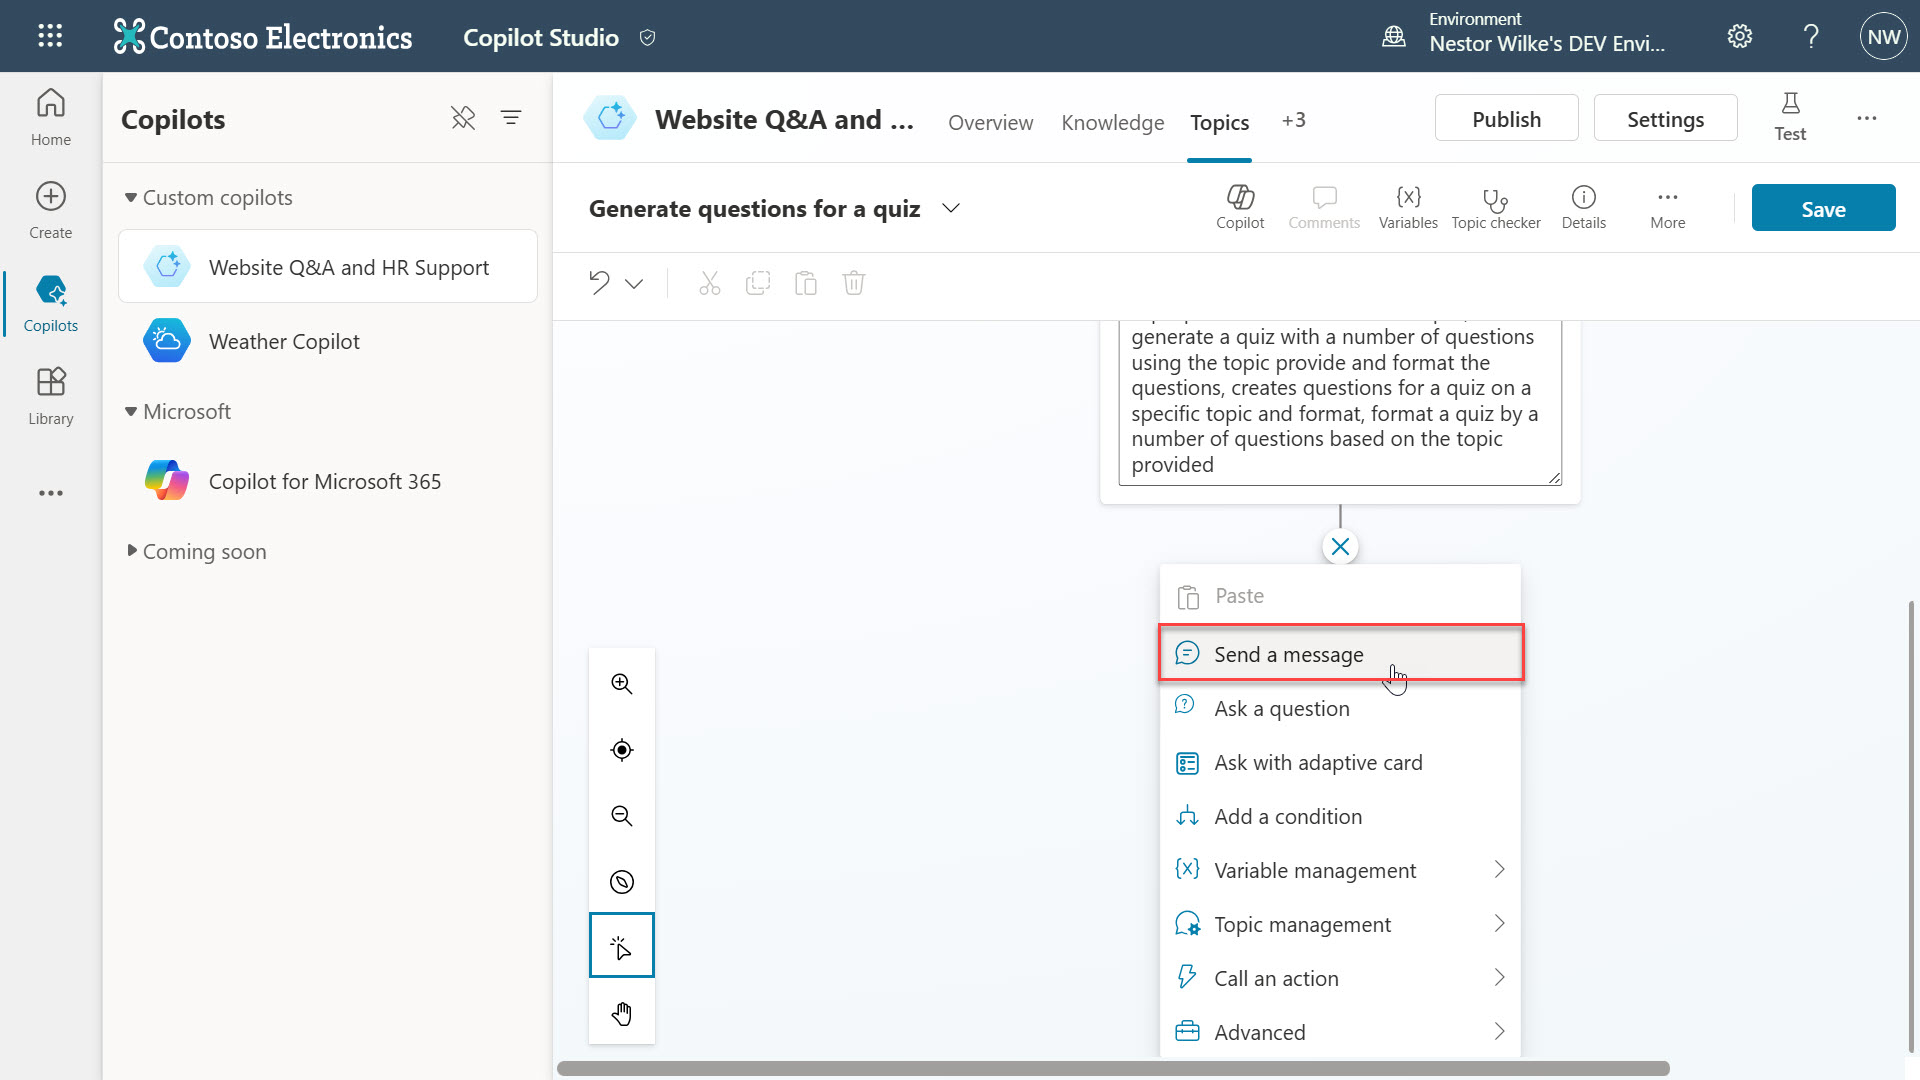 Contoso Electronics
Copilot Studio
Environment
Nestor Wilke's DEV Envi...
NW
Home
Create
Copilots
Library
Copilots
Custom copilots
Website Q&A and HR Support
Weather Copilot
Microsoft
Copilot for Microsoft 365
Coming soon
Website Q&A and ...
Overview
Knowledge
Topics
+3
Publish
Settings
Test
Generate questions for a quiz
Copilot
Comments
Variables
Topic checker
Details
More
Save
generate a quiz with a number of questions
using the topic provide and format the
questions, creates questions for a quiz on a
specific topic and format, format a quiz by a
number of questions based on the topic
provided
Paste
Send a message
Ask a question
Ask with adaptive card
Add a condition
Variable management
Topic management
Call an action
Advanced